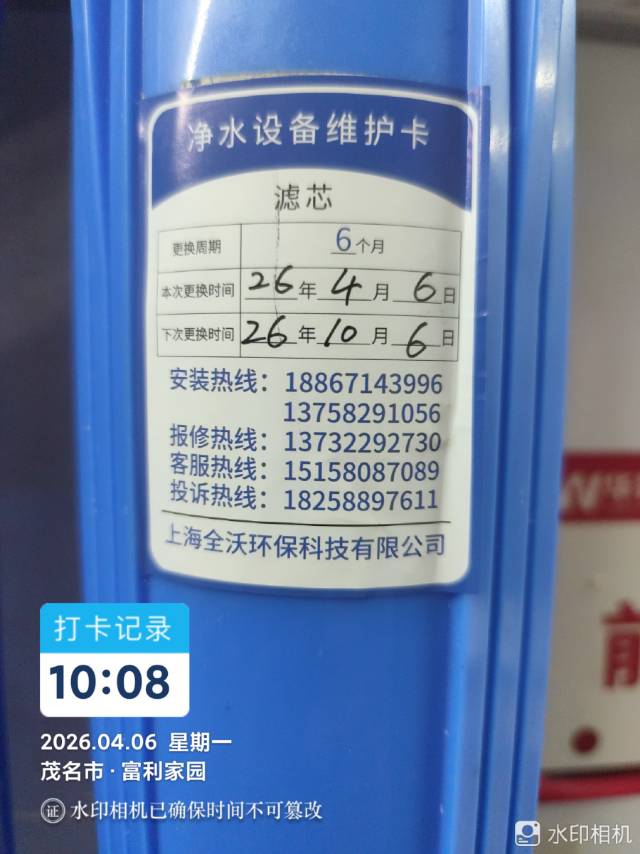 净水设备维护卡
滤芯
更换周期 6个月
本次更换时间 26年4月6日
下次更换时间 26年10月6日
安装热线：18867143996
13758291056
报修热线：13732292730
客服热线：15158087089
投诉热线：18258897611
上海全沃环保科技有限公司
打卡记录
10:08
2026.04.06 星期一
茂名市·富利家园
证 水印相机已确保时间不可篡改
水印相机